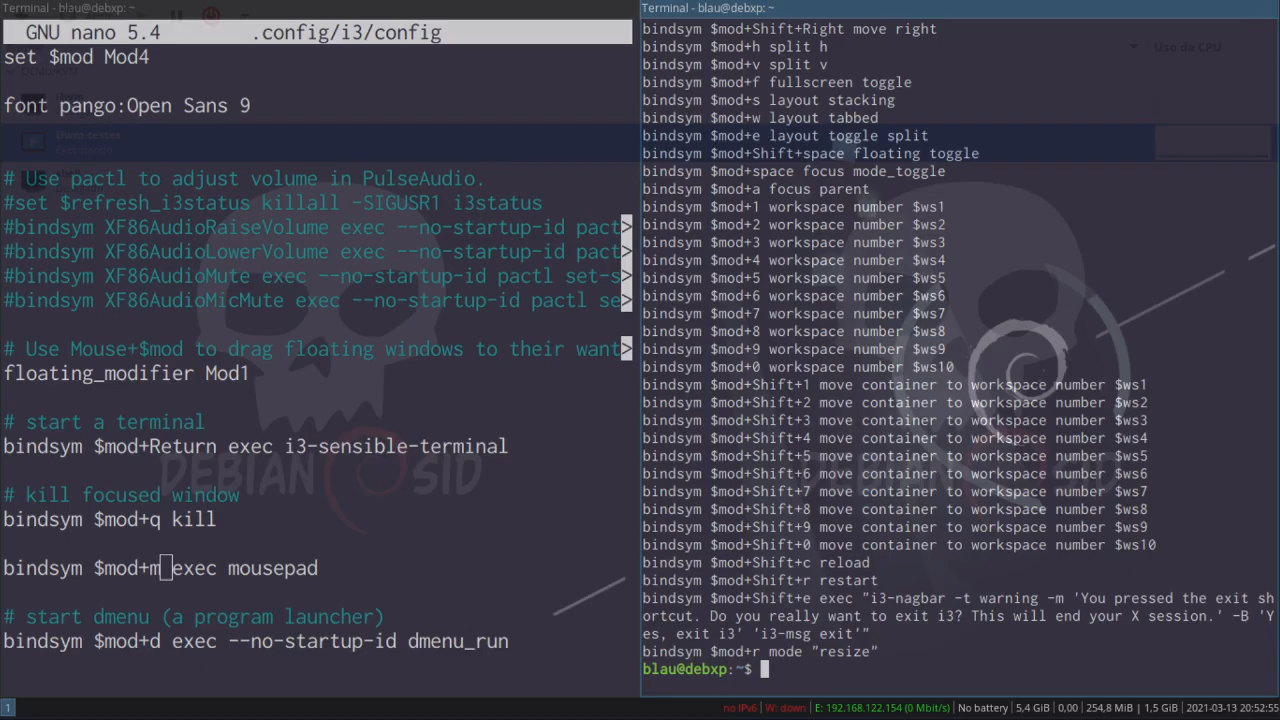 Terminal - blau@debxp: ~
GNU nano 5.4 .config/i3/config
set $mod Mod4
font pango:Open Sans 9
# Use pactl to adjust volume in PulseAudio.
#set $refresh_i3status killall -SIGUSR1 i3status
#bindsym XF86AudioRaiseVolume exec --no-startup-id pact>
#bindsym XF86AudioLowerVolume exec --no-startup-id pact>
#bindsym XF86AudioMute exec --no-startup-id pactl set-s>
#bindsym XF86AudioMicMute exec --no-startup-id pactl se>
# Use Mouse+$mod to drag floating windows to their want>
floating_modifier Mod1
# start a terminal
bindsym $mod+Return exec i3-sensible-terminal
# kill focused window
bindsym $mod+q kill
bindsym $mod+m exec mousepad
# start dmenu (a program launcher)
bindsym $mod+d exec --no-startup-id dmenu_run
DEBIAN SID
Terminal - blau@debxp: ~
bindsym $mod+Shift+Right move right
bindsym $mod+h split h
bindsym $mod+v split v
bindsym $mod+f fullscreen toggle
bindsym $mod+s layout stacking
bindsym $mod+w layout tabbed
bindsym $mod+e layout toggle split
bindsym $mod+Shift+space floating toggle
bindsym $mod+space focus mode_toggle
bindsym $mod+a focus parent
bindsym $mod+1 workspace number $ws1
bindsym $mod+2 workspace number $ws2
bindsym $mod+3 workspace number $ws3
bindsym $mod+4 workspace number $ws4
bindsym $mod+5 workspace number $ws5
bindsym $mod+6 workspace number $ws6
bindsym $mod+7 workspace number $ws7
bindsym $mod+8 workspace number $ws8
bindsym $mod+9 workspace number $ws9
bindsym $mod+0 workspace number $ws10
bindsym $mod+Shift+1 move container to workspace number $ws1
bindsym $mod+Shift+2 move container to workspace number $ws2
bindsym $mod+Shift+3 move container to workspace number $ws3
bindsym $mod+Shift+4 move container to workspace number $ws4
bindsym $mod+Shift+5 move container to workspace number $ws5
bindsym $mod+Shift+6 move container to workspace number $ws6
bindsym $mod+Shift+7 move container to workspace number $ws7
bindsym $mod+Shift+8 move container to workspace number $ws8
bindsym $mod+Shift+9 move container to workspace number $ws9
bindsym $mod+Shift+0 move container to workspace number $ws10
bindsym $mod+Shift+c reload
bindsym $mod+Shift+r restart
bindsym $mod+Shift+e exec "i3-nagbar -t warning -m 'You pressed the exit sh
ortcut. Do you really want to exit i3? This will end your X session.' -B 'Y
es, exit i3' 'i3-msg exit'"
bindsym $mod+r mode "resize"
blau@debxp:~$
Uso da CPU
1
no IPv6 | W: down | E: 192.168.122.154 (0 Mbit/s) | No battery | 5.4 GiB | 0,00 | 254,8 MiB | 1,5 GiB | 2021-03-13 20:52:55